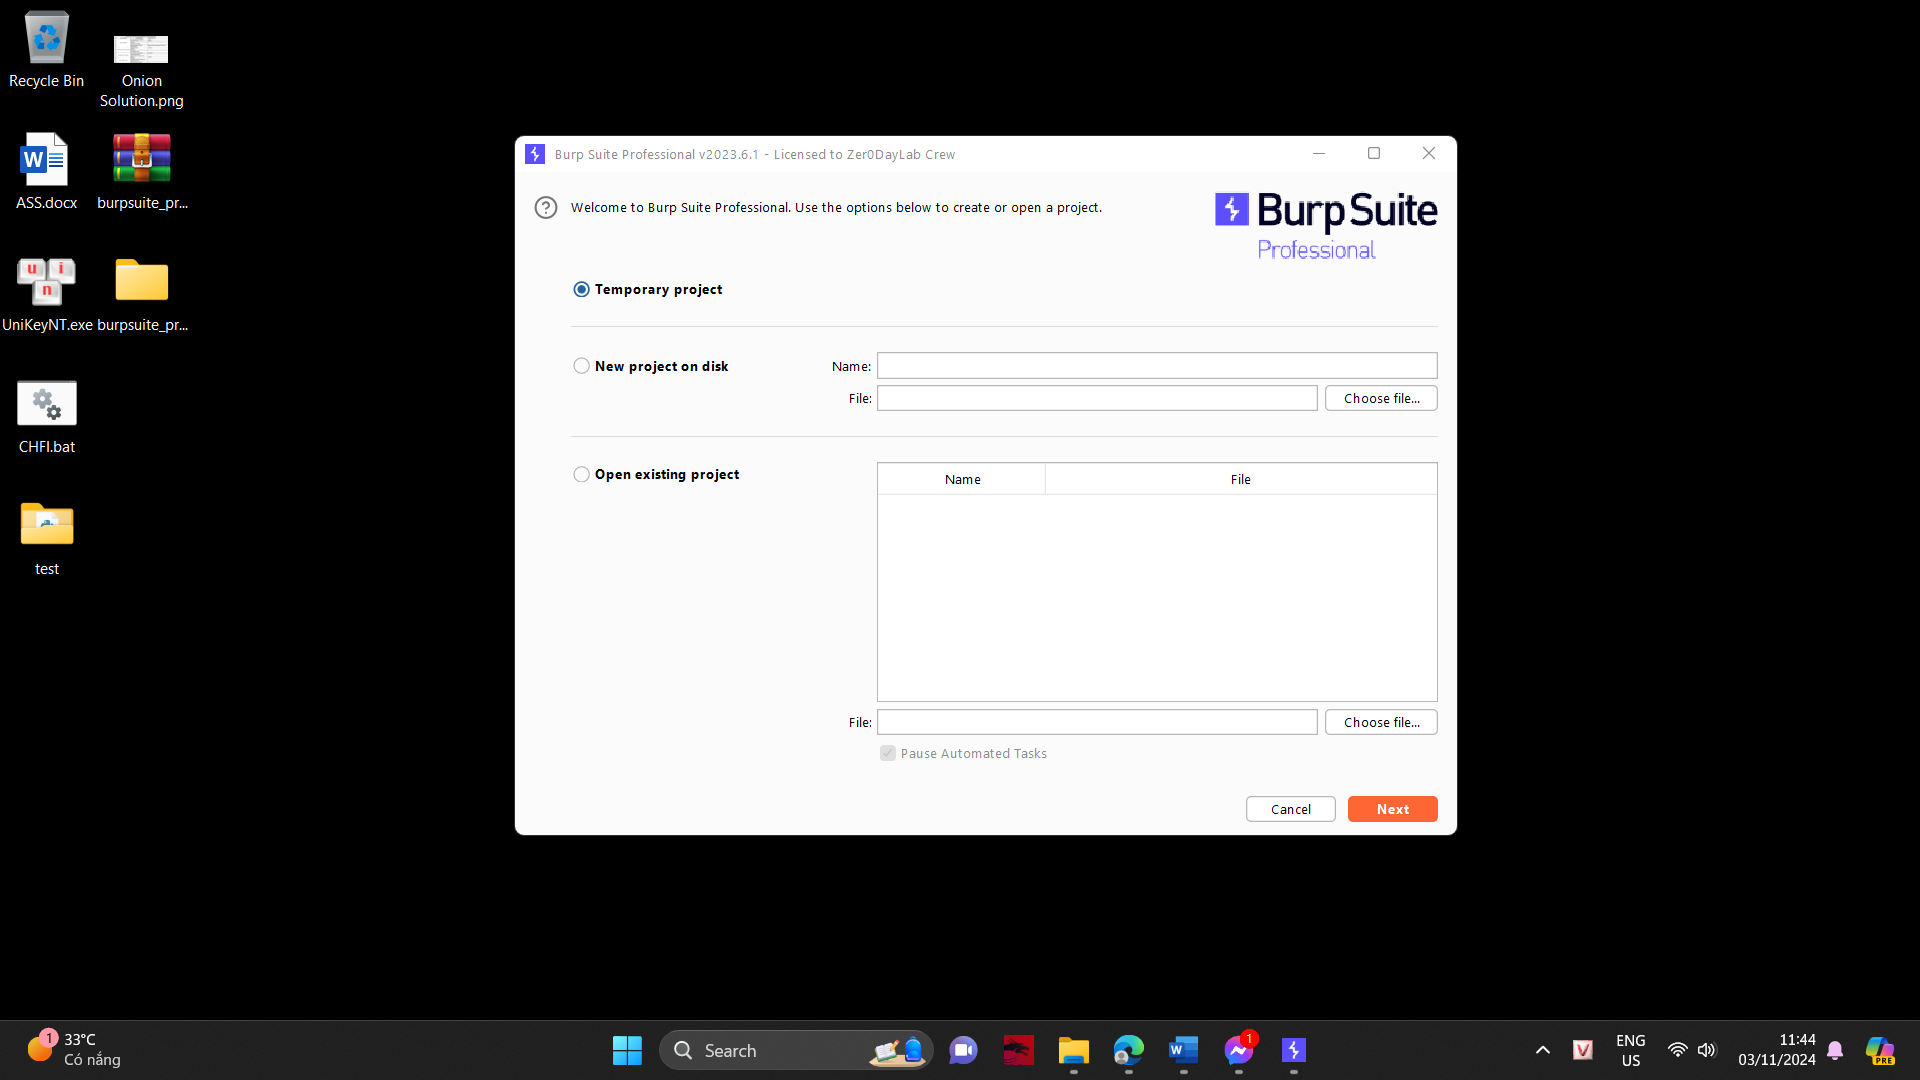 Recycle Bin
Onion
Solution.png
ASS.docx
burpsuite_pr...
UniKeyNT.exe
burpsuite_pr...
CHFI.bat
test
Burp Suite Professional v2023.6.1 - Licensed to Zer0DayLab Crew
Welcome to Burp Suite Professional. Use the options below to create or open a project.
Burp Suite
Professional
Temporary project
New project on disk
Name:
File:
Choose file...
Open existing project
Name
File
File:
Choose file...
Pause Automated Tasks
Cancel
Next
1
33°C
Có nắng
Search
1
ENG
US
11:44
03/11/2024
PRE